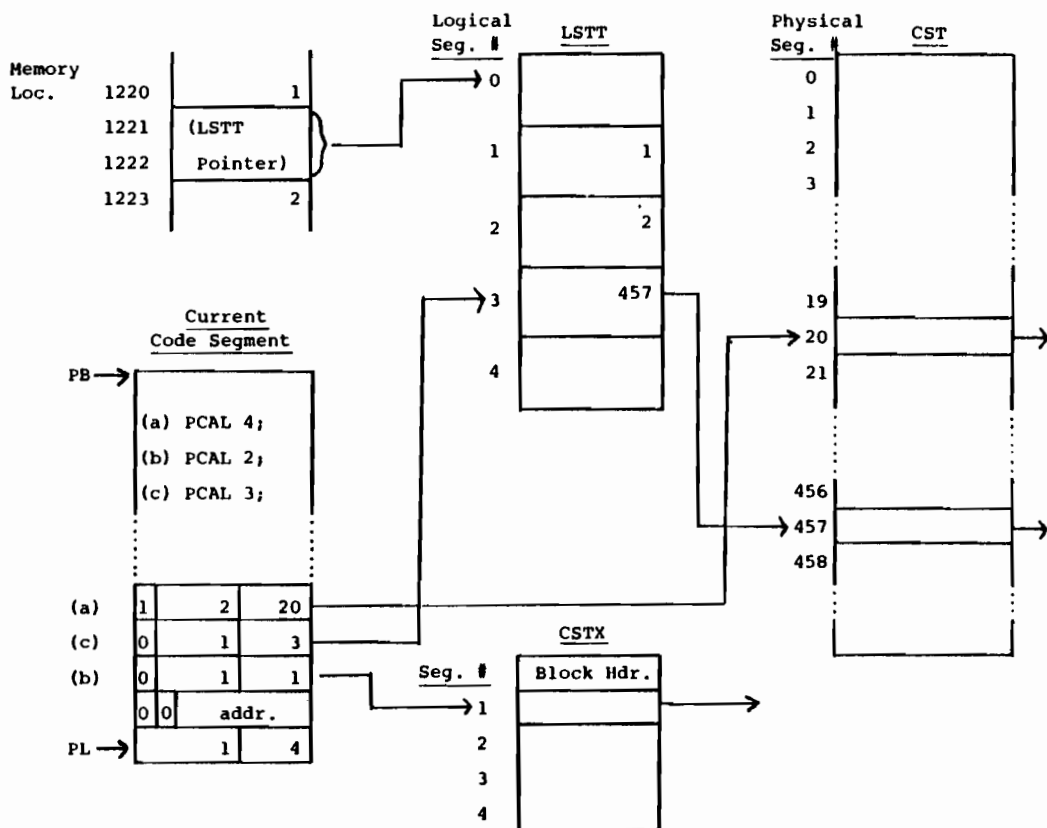 Memory
Loc.
1220 1
1221 (LSTT
1222 Pointer)
1223 2
Logical
Seg. #
LSTT
0
1 1
2 2
3 457
4
Physical
Seg. #
CST
0
1
2
3
19
20
21
456
457
458
Current
Code Segment
PB
(a) PCAL 4;
(b) PCAL 2;
(c) PCAL 3;
(a) 1 2 20
(c) 0 1 3
(b) 0 1 1
0 0 addr.
PL 1 4
CSTX
Seg. #
Block Hdr.
1
2
3
4